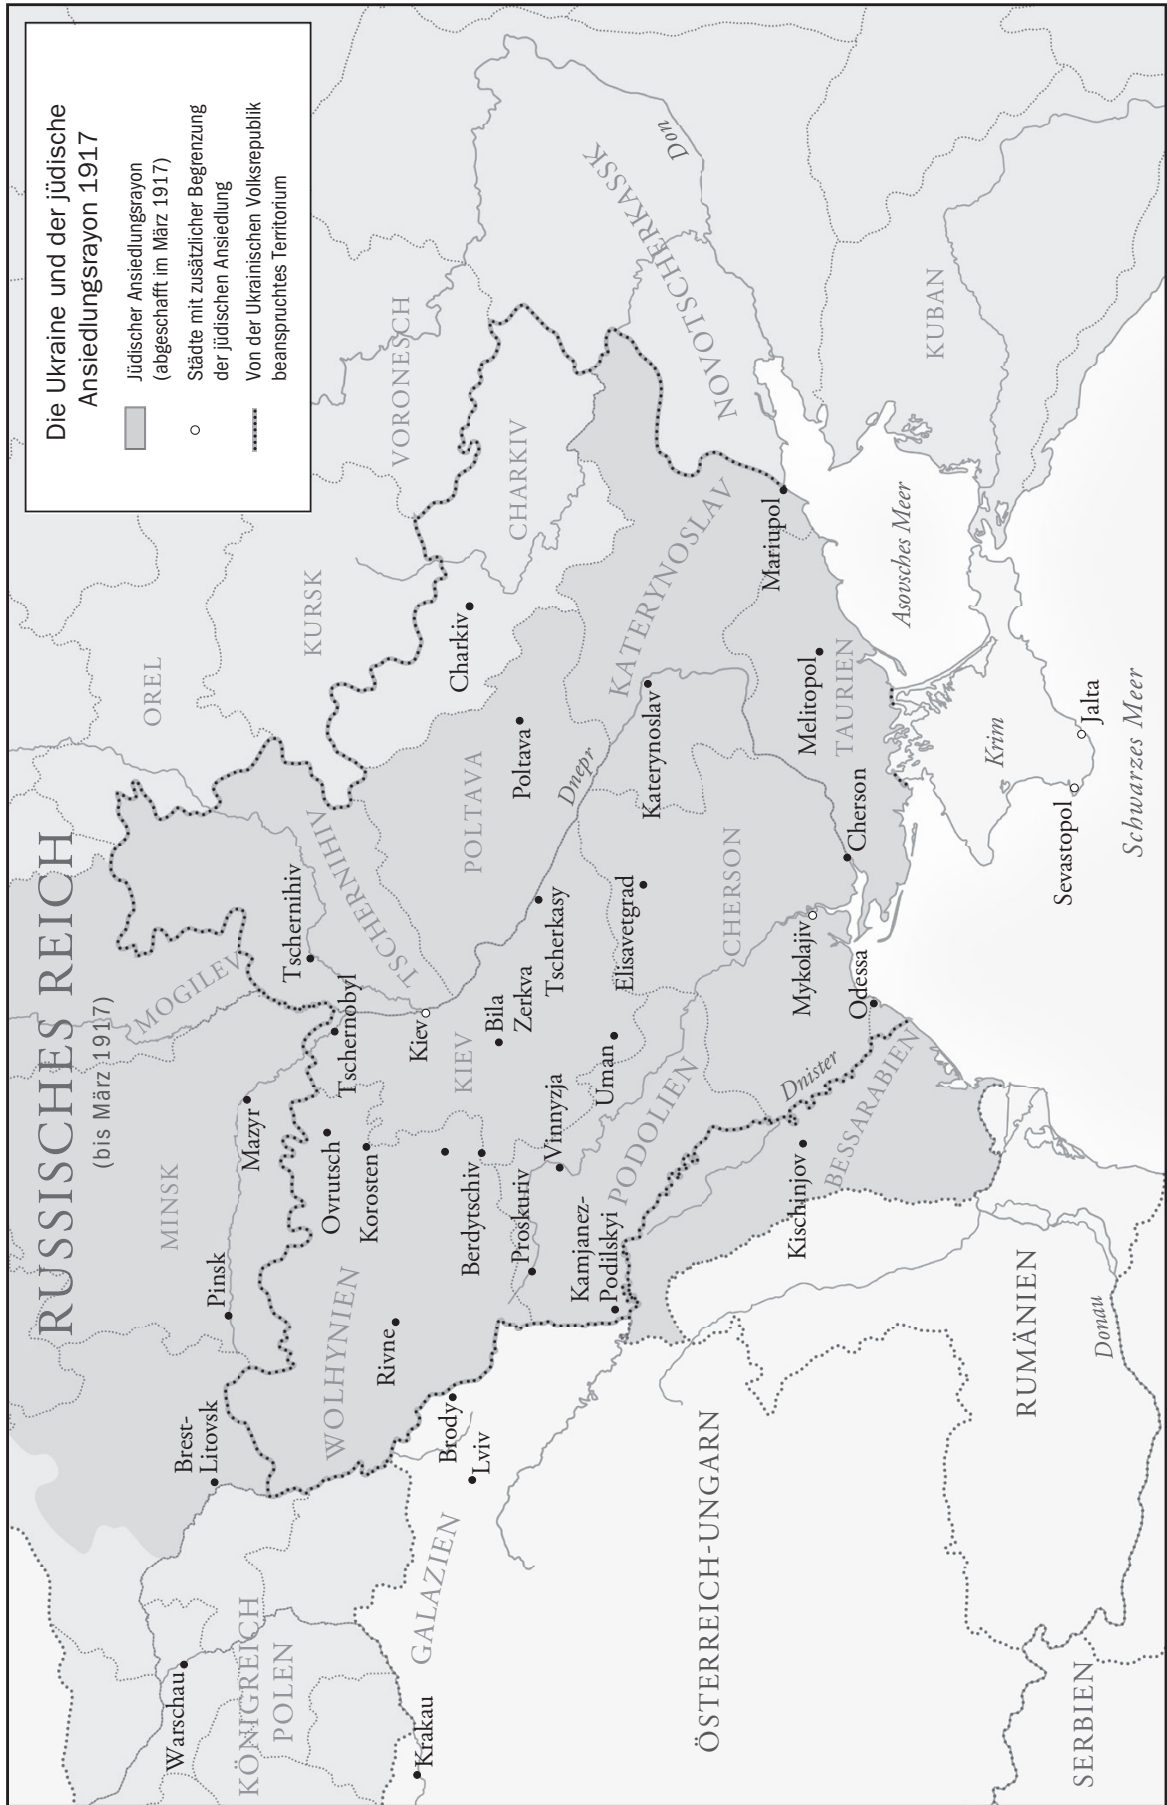 Die Ukraine und der jüdische
Ansiedlungsrayon 1917
Jüdischer Ansiedlungsrayon
(abgeschafft im März 1917)
Städte mit zusätzlicher Begrenzung
der jüdischen Ansiedlung
Von der Ukrainischen Volksrepublik
beanspruchtes Territorium
RUSSISCHES REICH
(bis März 1917)
OREL
KURSK
VORONESCH
CHARKIV
NOVOTSCHERKASSK
Don
KUBAN
MOGILEV
MINSK
TSCHERNIHIV
Tschernihiv
Tschernobyl
Mazyr
Pinsk
Brest-
Litovsk
Warschau
KÖNIGREICH
POLEN
Krakau
GALAZIEN
Lviv
Brody
WOLHYNIEN
Rivne
Ovrutsch
Korosten
Berdytschiv
Proskuriv
Kamjanez-
Podilskyi
Vinnyzja
PODOLIEN
Uman
KIEV
Kiev
Bila
Zerkva
Tscherkasy
POLTAVA
Poltava
Charkiv
Dnepr
KATERYNOSLAV
Katerynoslav
Elisavetgrad
CHERSON
Cherson
Mykolajiv
Odessa
Dnister
BESSARABIEN
Kischinjov
Melitopol
TAURIEN
Mariupol
Asovsches Meer
Krim
Jalta
Sevastopol
Schwarzes Meer
ÖSTERREICH-UNGARN
RUMÄNIEN
Donau
SERBIEN